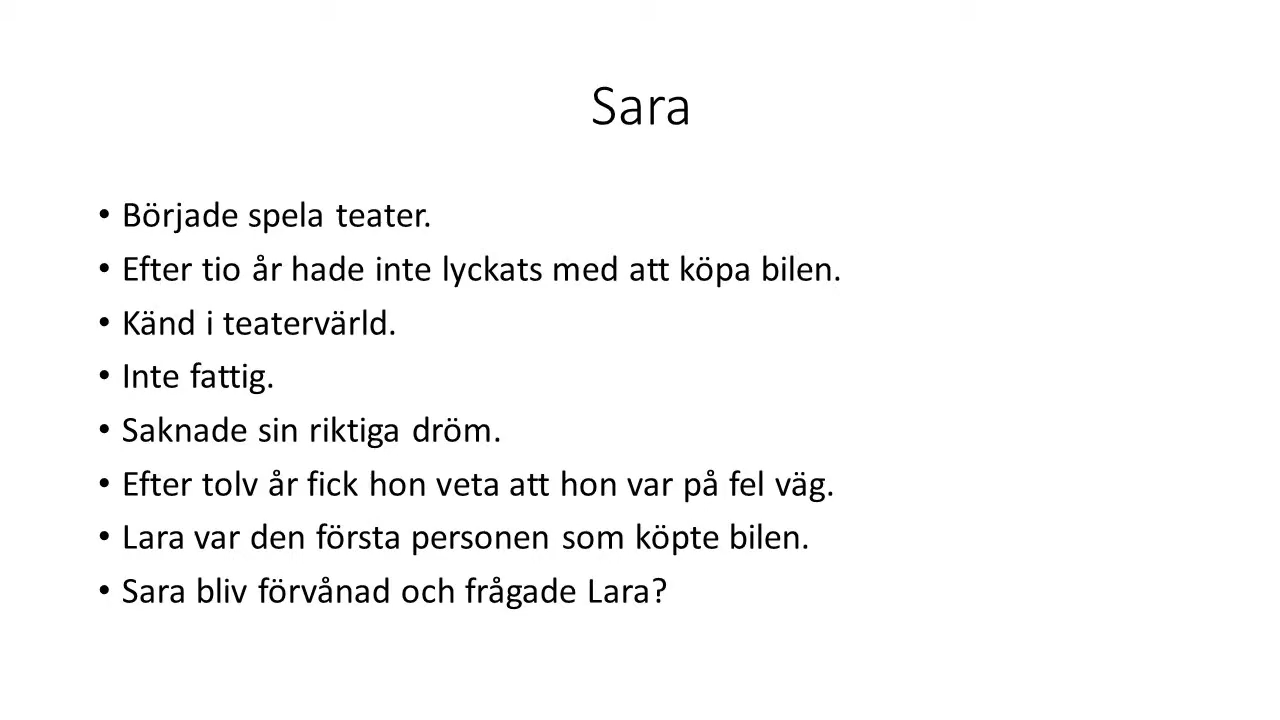 Sara
• Började spela teater.
• Efter tio år hade inte lyckats med att köpa bilen.
• Känd i teatervärld.
• Inte fattig.
• Saknade sin riktiga dröm.
• Efter tolv år fick hon veta att hon var på fel väg.
• Lara var den första personen som köpte bilen.
• Sara bliv förvånad och frågade Lara?